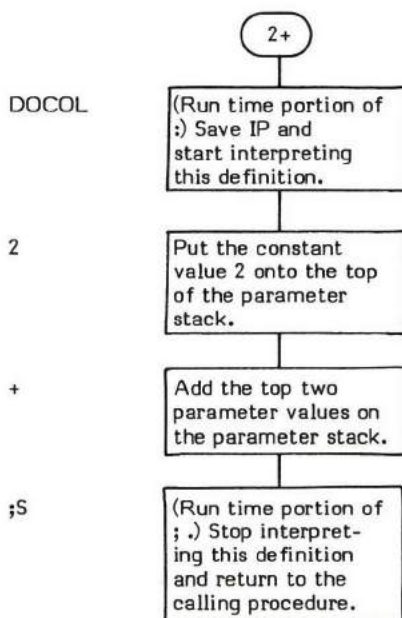 2+
DOCOL
(Run time portion of
:) Save IP and
start interpreting
this definition.
2
Put the constant
value 2 onto the top
of the parameter
stack.
+
Add the top two
parameter values on
the parameter stack.
;S
(Run time portion of
; .) Stop interpret-
ing this definition
and return to the
calling procedure.